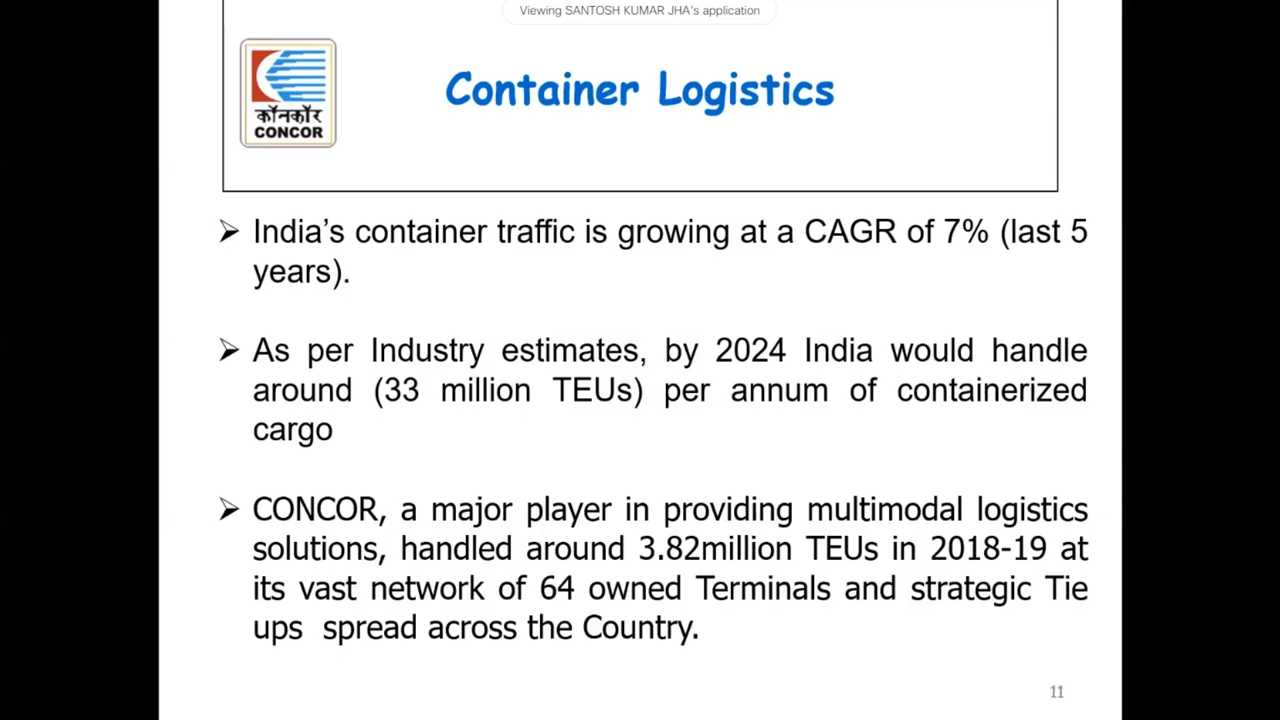 Viewing SANTOSH KUMAR JHA's application
कॉनकॉर
CONCOR
Container Logistics
➢ India's container traffic is growing at a CAGR of 7% (last 5
years).
➢ As per Industry estimates, by 2024 India would handle
around (33 million TEUs) per annum of containerized
cargo
➢ CONCOR, a major player in providing multimodal logistics
solutions, handled around 3.82million TEUs in 2018-19 at
its vast network of 64 owned Terminals and strategic Tie
ups spread across the Country.
11